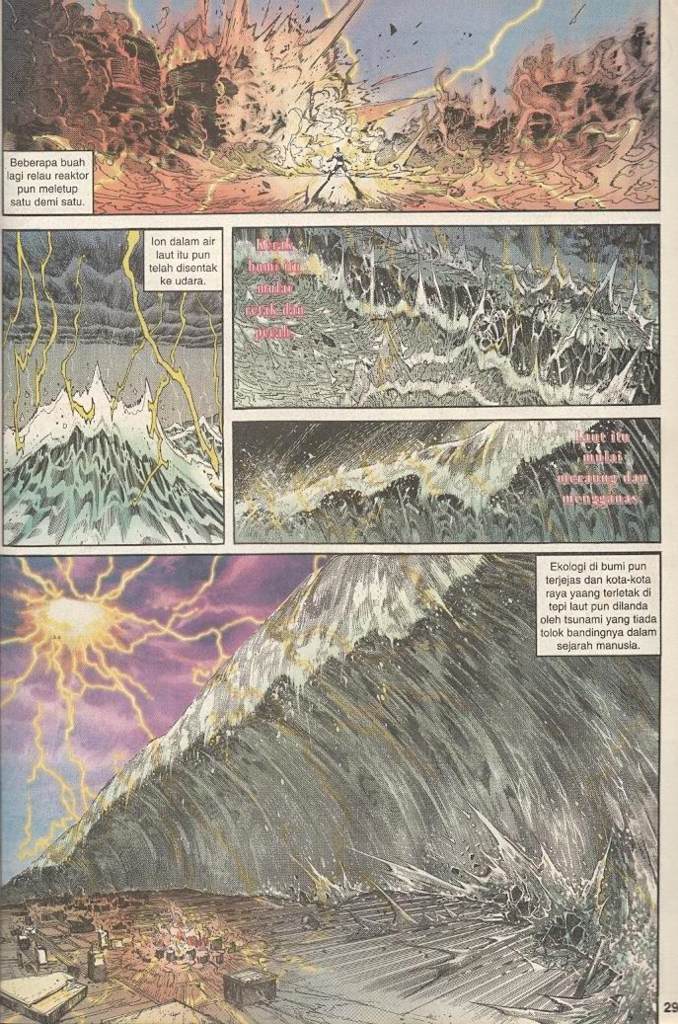 Beberapa buah
lagi relau reaktor
pun meletup
satu demi satu.
Ion dalam air
laut itu pun
telah disentak
ke udara.
Kerak
bumi itu
mulai
retak dan
pecah.
Laut itu
mulai
meraung dan
mengganas
Ekologi di bumi pun
terjejas dan kota-kota
raya yaang terletak di
tepi laut pun dilanda
oleh tsunami yang tiada
tolok bandingnya dalam
sejarah manusia.
29